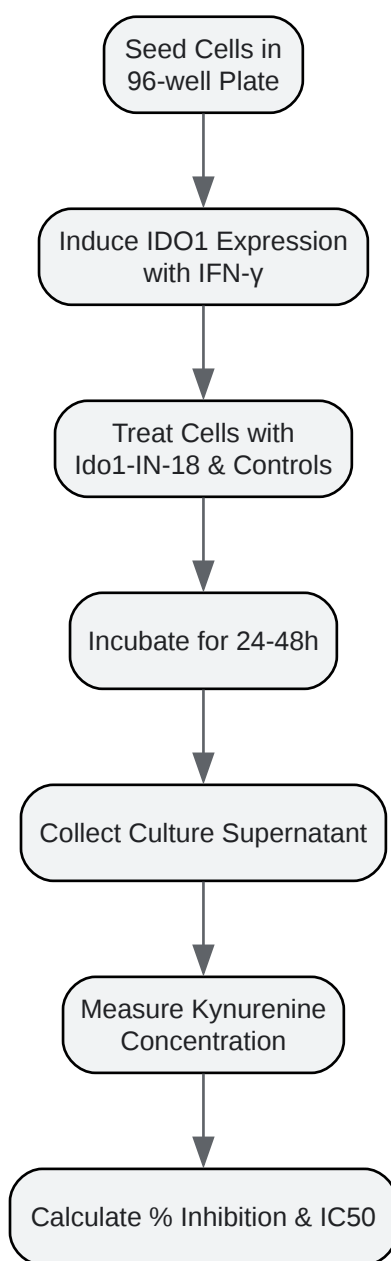 Seed Cells in
96-well Plate
Induce IDO1 Expression
with IFN-γ
Treat Cells with
Ido1-IN-18 & Controls
Incubate for 24-48h
Collect Culture Supernatant
Measure Kynurenine
Concentration
Calculate % Inhibition & IC50